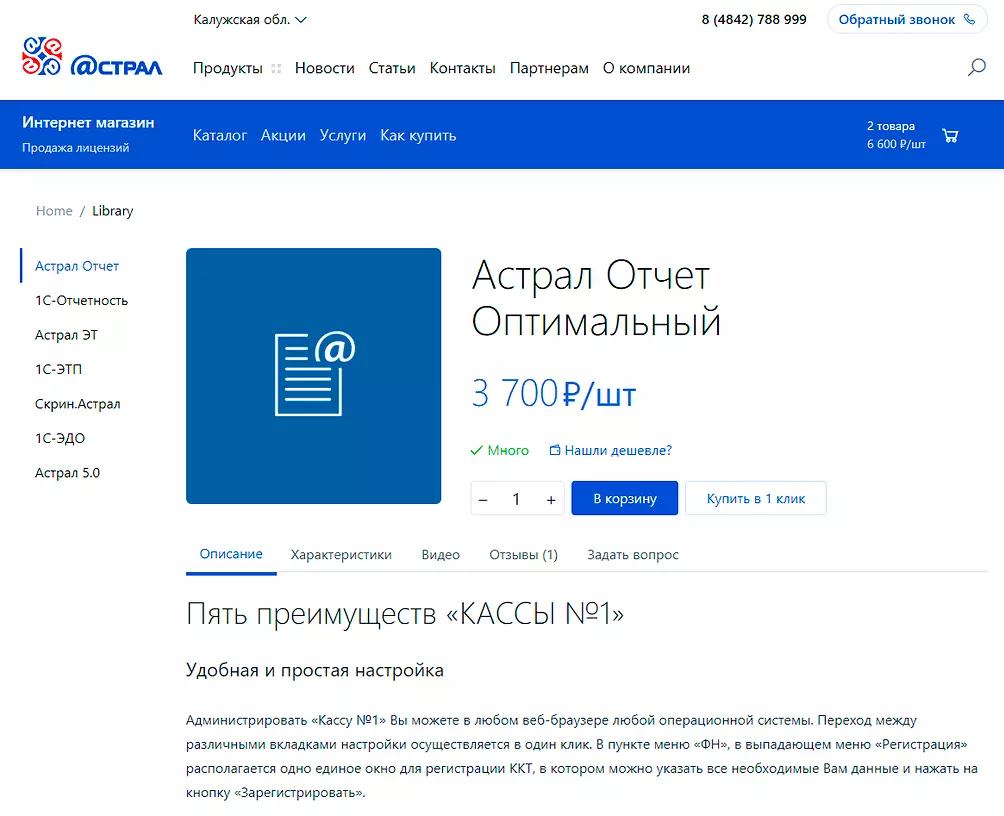 Калужская обл.
8 (4842) 788 999
Обратный звонок
@СТРАЛ
Продукты
Новости
Статьи
Контакты
Партнерам
О компании
Интернет магазин
Продажа лицензий
Каталог
Акции
Услуги
Как купить
2 товара
6 600 ₽/шт
Home / Library
Астрал Отчет
1С-Отчетность
Астрал ЭТ
1С-ЭТП
Скрин.Астрал
1С-ЭДО
Астрал 5.0
@
Астрал Отчет
Оптимальный
3 700 ₽/шт
Много
Нашли дешевле?
– 1 +
В корзину
Купить в 1 клик
Описание
Характеристики
Видео
Отзывы (1)
Задать вопрос
Пять преимуществ «КАССЫ №1»
Удобная и простая настройка
Администрировать «Кассу №1» Вы можете в любом веб-браузере любой операционной системы. Переход между
различными вкладками настройки осуществляется в один клик. В пункте меню «ФН», в выпадающем меню «Регистрация»
располагается одно единое окно для регистрации ККТ, в котором можно указать все необходимые Вам данные и нажать на
кнопку «Зарегистрировать».